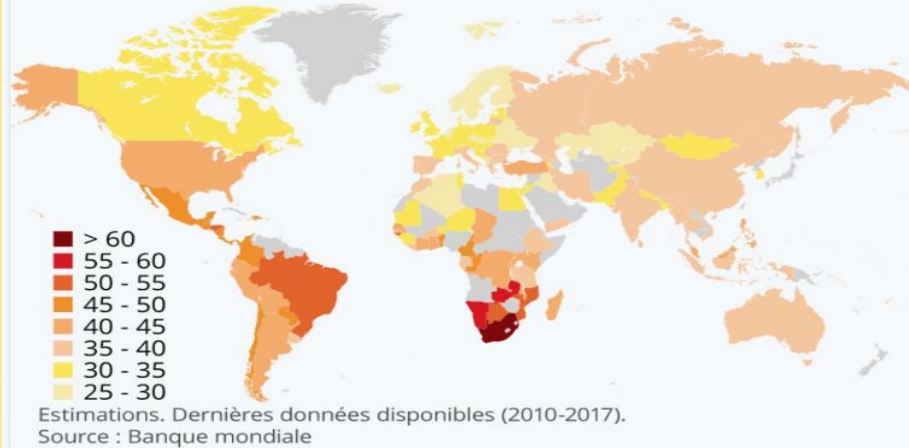 > 60
55 - 60
50 - 55
45 - 50
40 - 45
35 - 40
30 - 35
25 - 30
Estimations. Dernières données disponibles (2010-2017).
Source : Banque mondiale